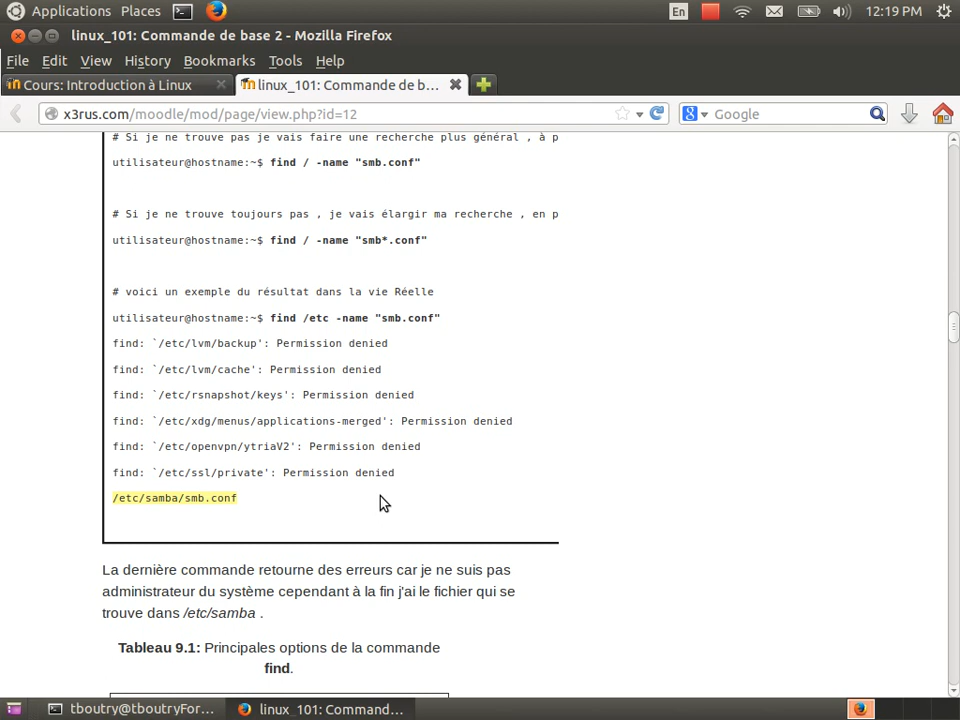 Applications Places En 12:19 PM
linux_101: Commande de base 2 - Mozilla Firefox
File Edit View History Bookmarks Tools Help
Cours: Introduction à Linux linux_101: Commande de b...
x3rus.com/moodle/mod/page/view.php?id=12 Google
# Si je ne trouve pas je vais faire une recherche plus général , à p
utilisateur@hostname:~$ find / -name "smb.conf"
# Si je ne trouve toujours pas , je vais élargir ma recherche , en p
utilisateur@hostname:~$ find / -name "smb*.conf"
# voici un exemple du résultat dans la vie Réelle
utilisateur@hostname:~$ find /etc -name "smb.conf"
find: `/etc/lvm/backup': Permission denied
find: `/etc/lvm/cache': Permission denied
find: `/etc/rsnapshot/keys': Permission denied
find: `/etc/xdg/menus/applications-merged': Permission denied
find: `/etc/openvpn/ytriaV2': Permission denied
find: `/etc/ssl/private': Permission denied
/etc/samba/smb.conf
La dernière commande retourne des erreurs car je ne suis pas
administrateur du système cependant à la fin j'ai le fichier qui se
trouve dans /etc/samba .
Tableau 9.1: Principales options de la commande
find.
tboutry@tboutryFor... linux_101: Command...